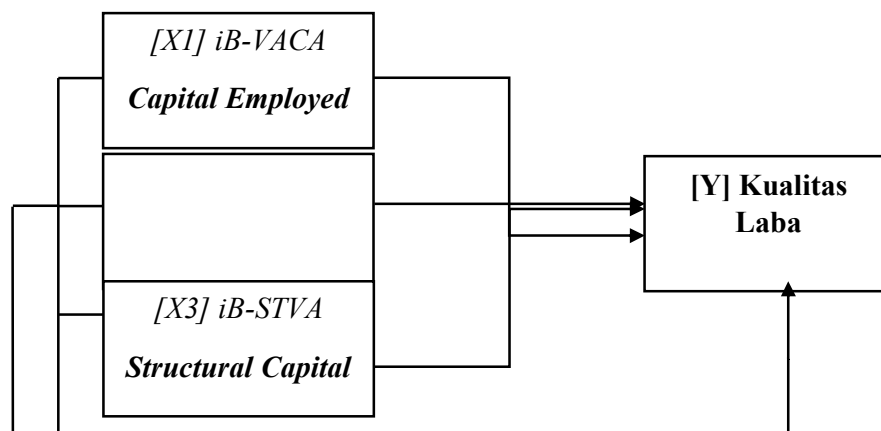 [X1] iB-VACA
Capital Employed
[Y] Kualitas
Laba
[X3] iB-STVA
Structural Capital